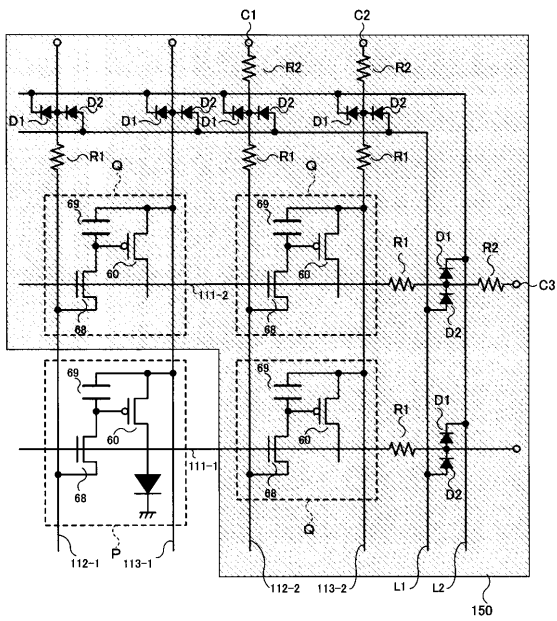 C1 C2
R2 R2
D2 D2 D2 D2
D1 D1 D1 D1
R1 R1 R1
Q Q
69 69
60 60
R1 D1 R2
C3
111-2
68 68
D2
69 69
R1 D1
60 60
111-1
68 68
D2
P Q
112-1 113-1 112-2 113-2 L1 L2
150